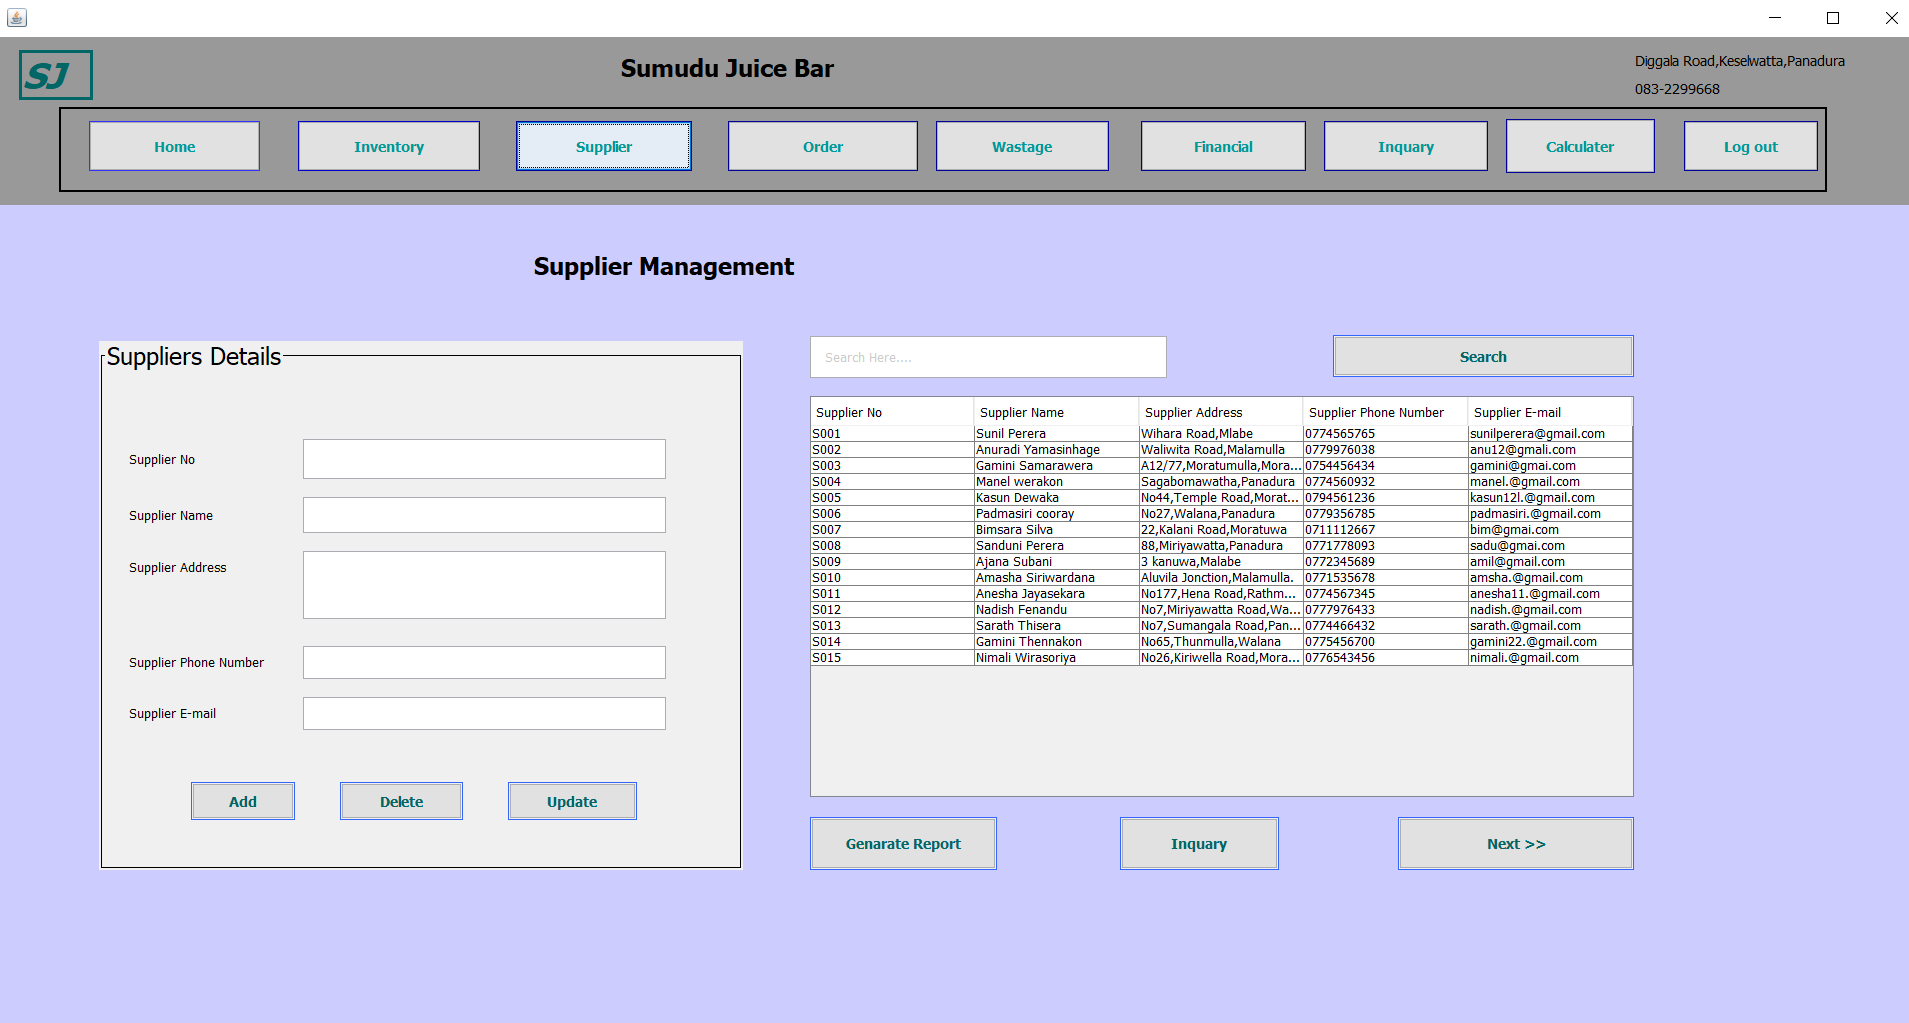 SJ
Sumudu Juice Bar
Diggala Road,Keselwatta,Panadura
083-2299668
Home Inventory Supplier Order Wastage Financial Inquary Calculater Log out
Supplier Management
Suppliers Details
Supplier No
Supplier Name
Supplier Address
Supplier Phone Number
Supplier E-mail
Add Delete Update
Search Here.... Search
Supplier No Supplier Name Supplier Address Supplier Phone Number Supplier E-mail
S001 Sunil Perera Wihara Road,Mlabe 0774565765 sunilperera@gmail.com
S002 Anuradi Yamasinhage Waliwita Road,Malamulla 0779976038 anu12@gmali.com
S003 Gamini Samarawera A12/77,Moratumulla,Mora... 0754456434 gamini@gmai.com
S004 Manel werakon Sagabomawatha,Panadura 0774560932 manel.@gmail.com
S005 Kasun Dewaka No44,Temple Road,Morat... 0794561236 kasun12l.@gmail.com
S006 Padmasiri cooray No27,Walana,Panadura 0779356785 padmasiri.@gmail.com
S007 Bimsara Silva 22,Kalani Road,Moratuwa 0711112667 bim@gmai.com
S008 Sanduni Perera 88,Miriyawatta,Panadura 0771778093 sadu@gmai.com
S009 Ajana Subani 3 kanuwa,Malabe 0772345689 amil@gmail.com
S010 Amasha Siriwardana Aluvila Jonction,Malamulla. 0771535678 amsha.@gmail.com
S011 Anesha Jayasekara No177,Hena Road,Rathm... 0774567345 anesha11.@gmail.com
S012 Nadish Fenandu No7,Miriyawatta Road,Wa... 0777976433 nadish.@gmail.com
S013 Sarath Thisera No7,Sumangala Road,Pan... 0774466432 sarath.@gmail.com
S014 Gamini Thennakon No65,Thunmulla,Walana 0775456700 gamini22.@gmail.com
S015 Nimali Wirasoriya No26,Kiriwella Road,Mora... 0776543456 nimali.@gmail.com
Genarate Report Inquary Next >>